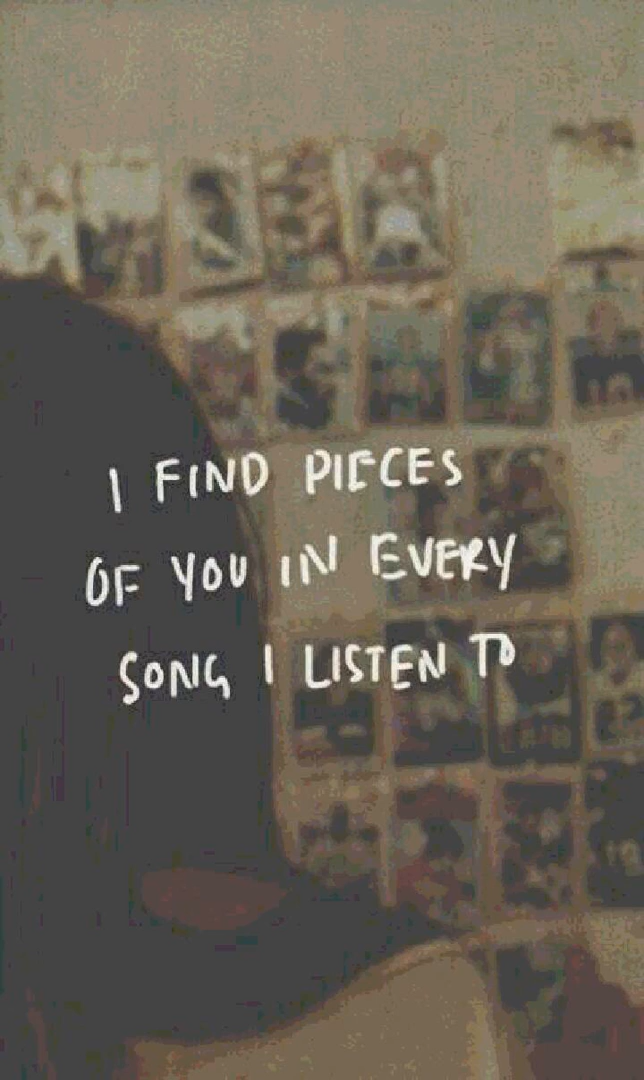 I FIND PIECES
OF YOU IN EVERY
SONG I LISTEN TO